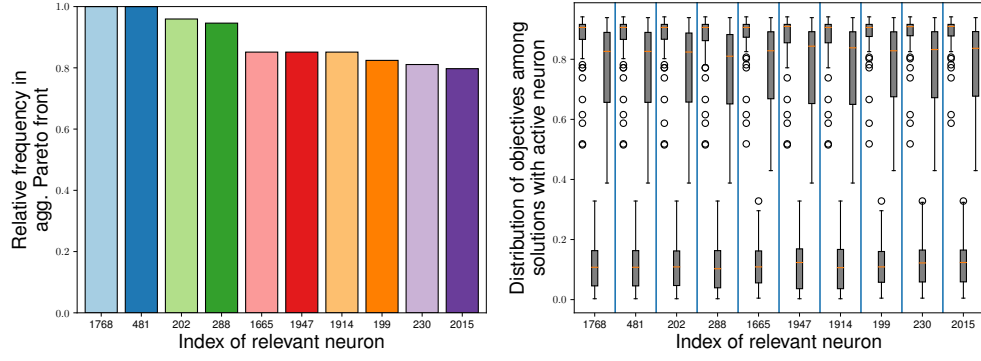 Relative frequency in
agg. Pareto front
1.0
0.8
0.6
0.4
0.2
0.0
1768 481 202 288 1665 1947 1914 199 230 2015
Index of relevant neuron
Distribution of objectives among
solutions with active neuron
0.8
0.6
0.4
0.2
0.0
1768 481 202 288 1665 1947 1914 199 230 2015
Index of relevant neuron